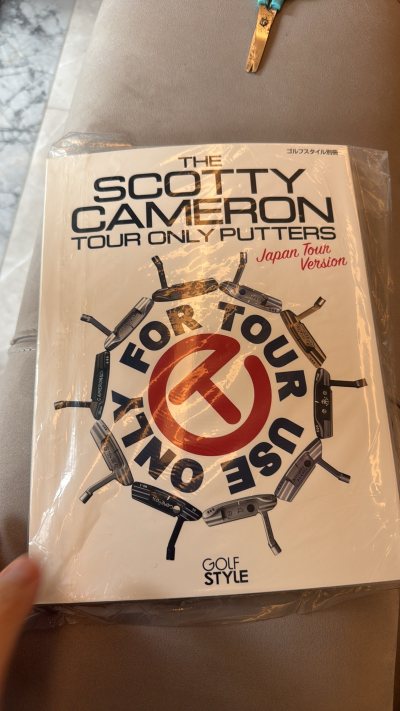 ゴルフスタイル別冊
THE
SCOTTY
CAMERON
TOUR ONLY PUTTERS
Japan Tour
Version
ONLY FOR TOUR USE
GOLF
STYLE